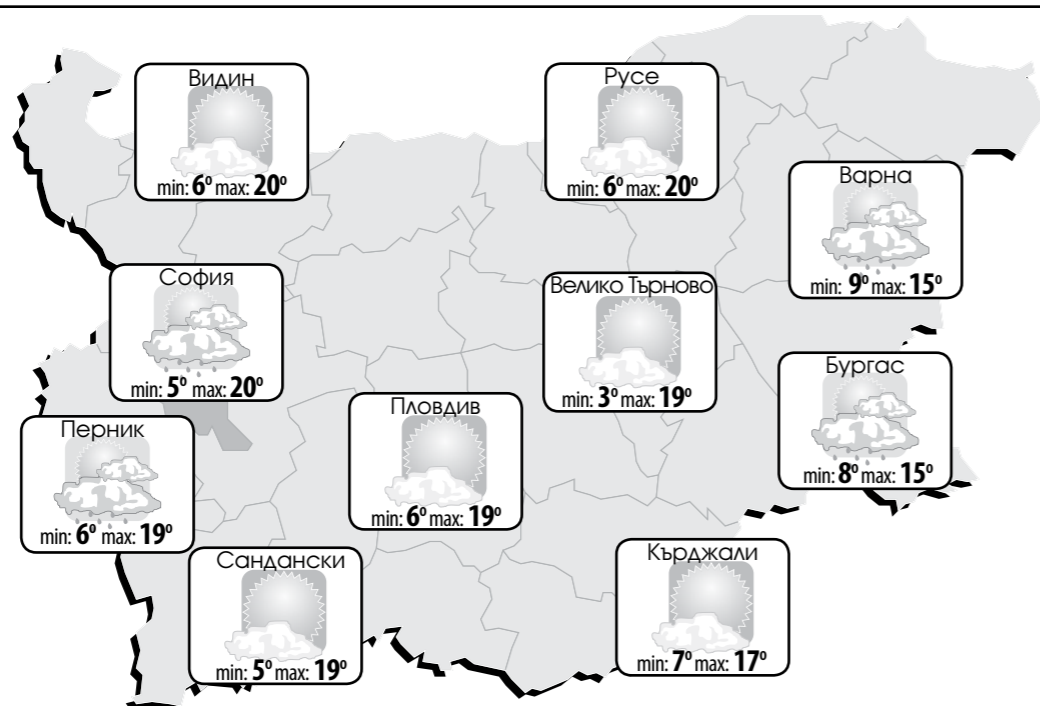 Видин
min: 6° max: 20°
Русе
min: 6° max: 20°
Варна
min: 9° max: 15°
София
min: 5° max: 20°
Велико Търново
min: 3° max: 19°
Бургас
min: 8° max: 15°
Пловдив
min: 6° max: 19°
Перник
min: 6° max: 19°
Сандански
min: 5° max: 19°
Кърджали
min: 7° max: 17°